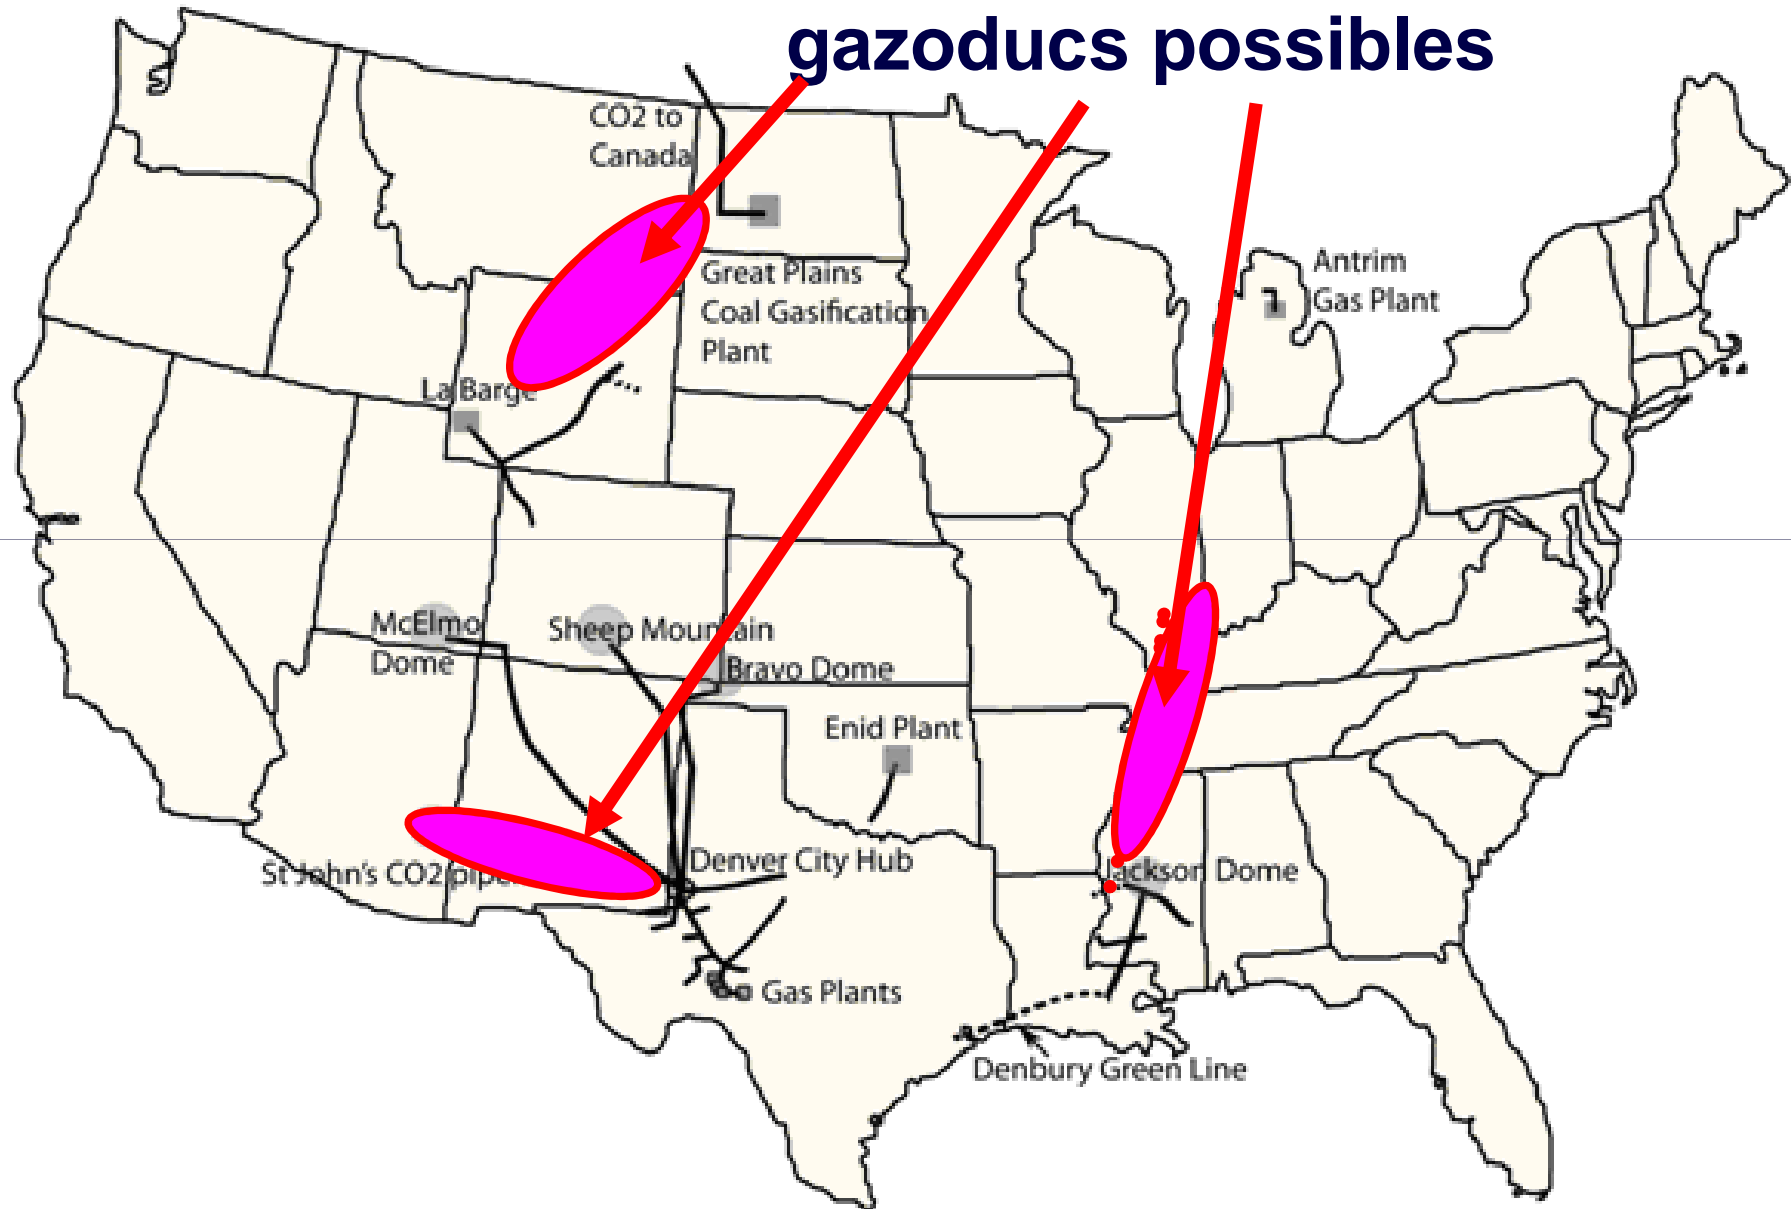 gazoducs possibles
CO2 to
Canada
Antrim
Gas Plant
Great Plains
Coal Gasification
Plant
La Barge
McElmo
Dome
Sheep Mountain
Bravo Dome
Enid Plant
Denver City Hub
St John's CO2
Jackson Dome
Gas Plants
Denbury Green Line